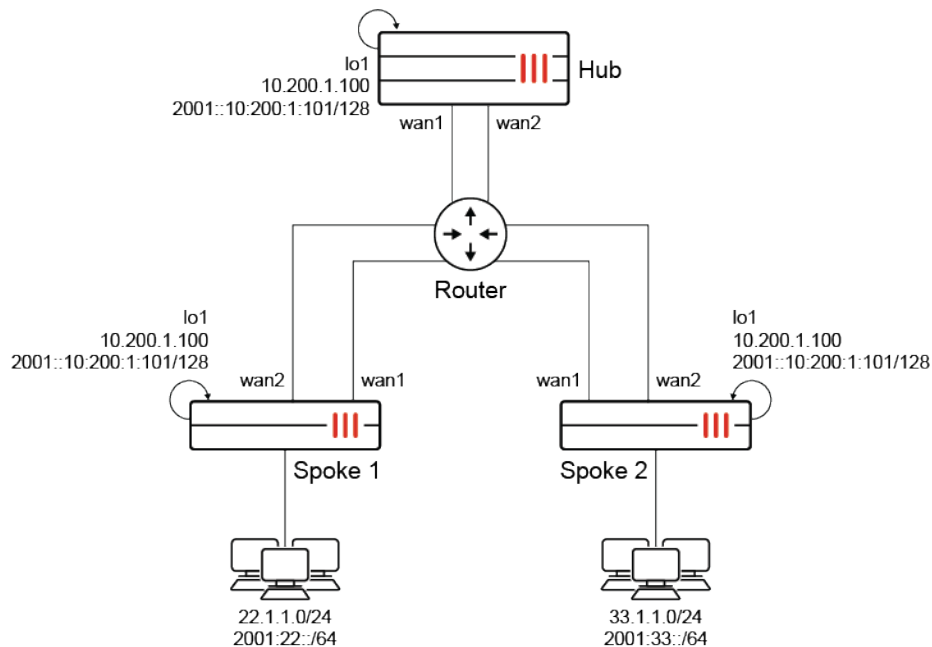 lo1
10.200.1.100
2001::10:200:1:101/128
Hub
wan1
wan2
Router
lo1
10.200.1.100
2001::10:200:1:101/128
wan2
wan1
lo1
10.200.1.100
2001::10:200:1:101/128
wan1
wan2
Spoke 1
Spoke 2
22.1.1.0/24
2001:22::/64
33.1.1.0/24
2001:33::/64